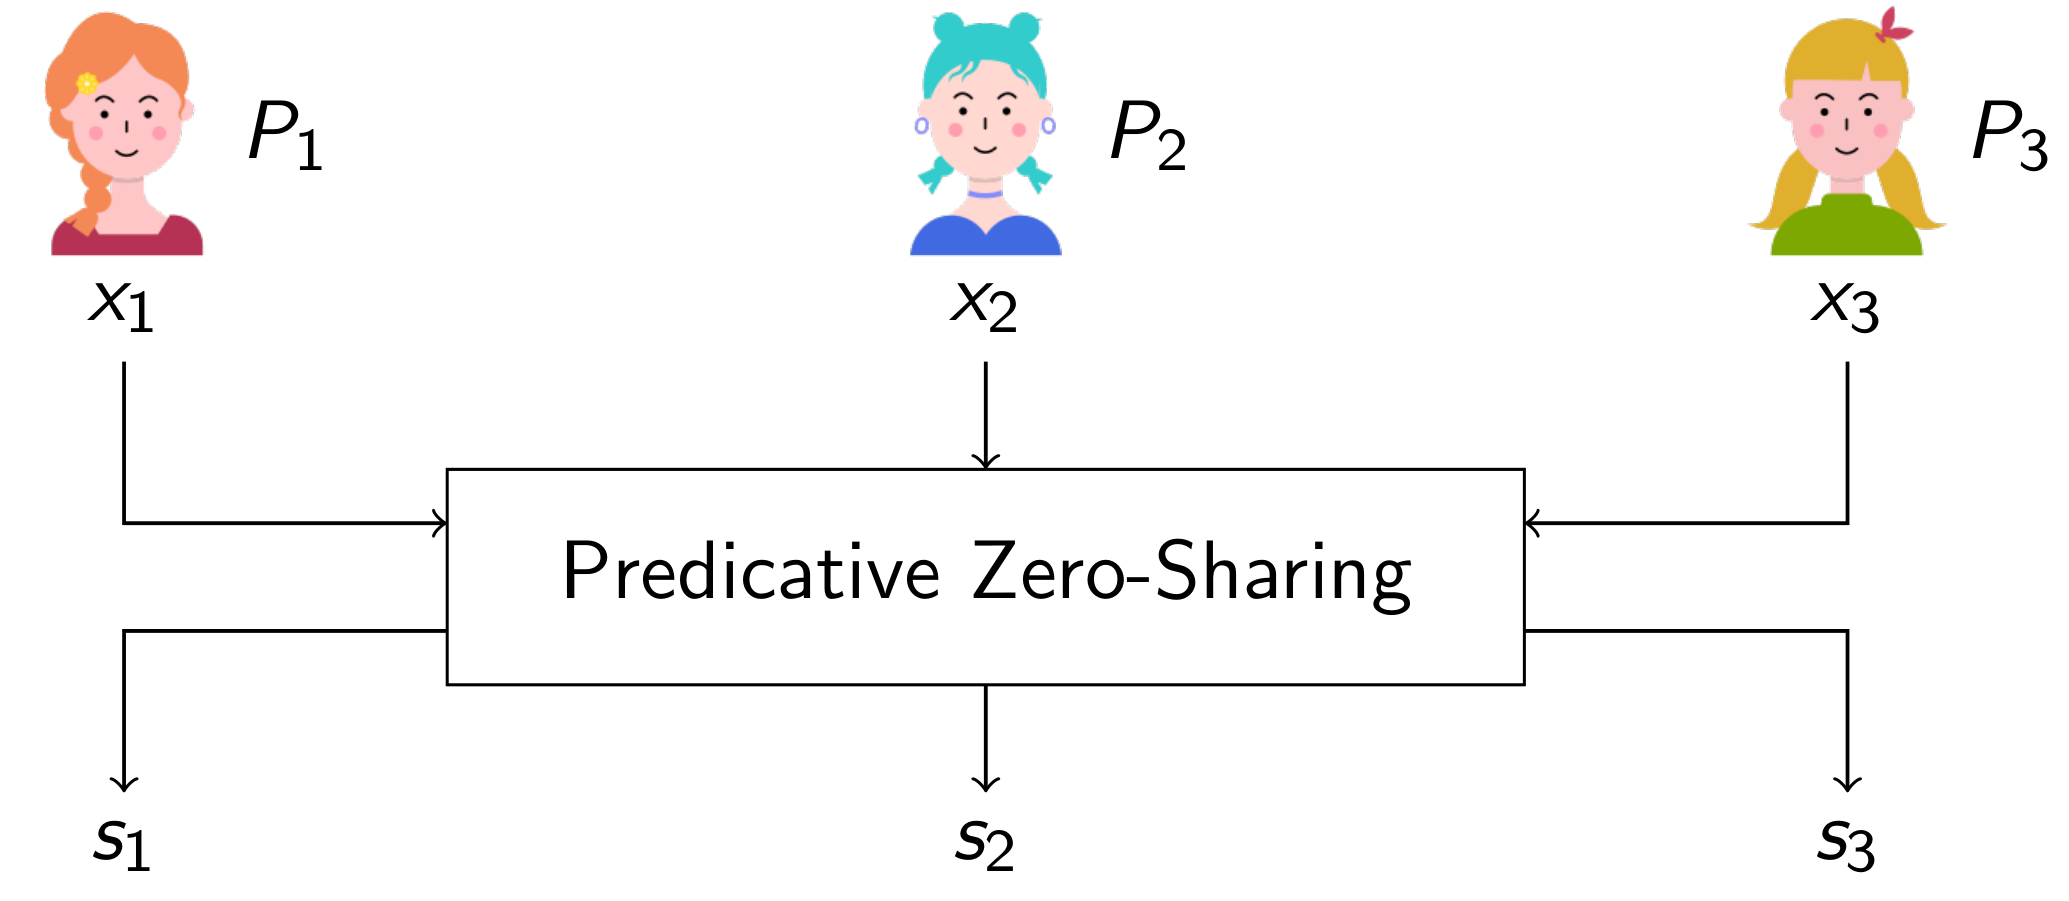 P₁ P₂ P₃
x₁ x₂ x₃
Predicative Zero-Sharing
s₁ s₂ s₃